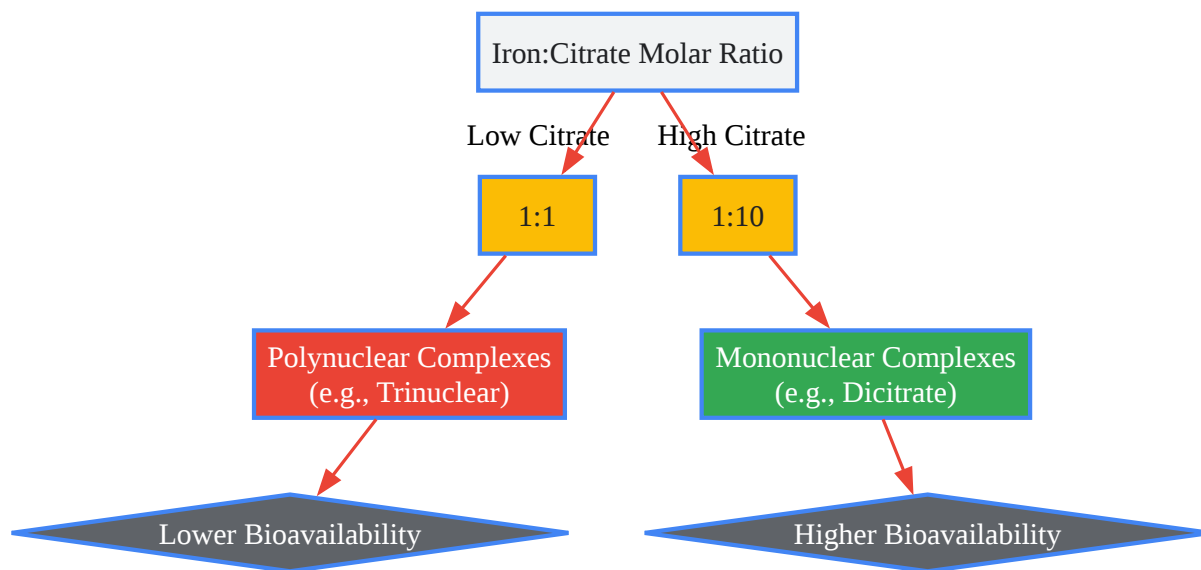 Iron:Citrate Molar Ratio
Low Citrate
High Citrate
1:1
1:10
Polynuclear Complexes
(e.g., Trinuclear)
Mononuclear Complexes
(e.g., Dicitrate)
Lower Bioavailability
Higher Bioavailability